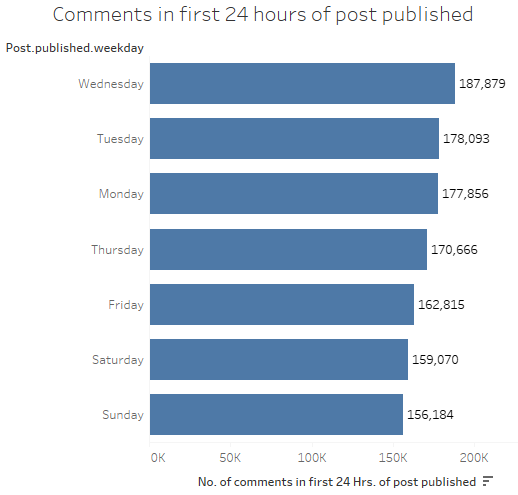 Comments in first 24 hours of post published
Post.published.weekday
Wednesday 187,879
Tuesday 178,093
Monday 177,856
Thursday 170,666
Friday 162,815
Saturday 159,070
Sunday 156,184
0K 50K 100K 150K 200K
No. of comments in first 24 Hrs. of post published